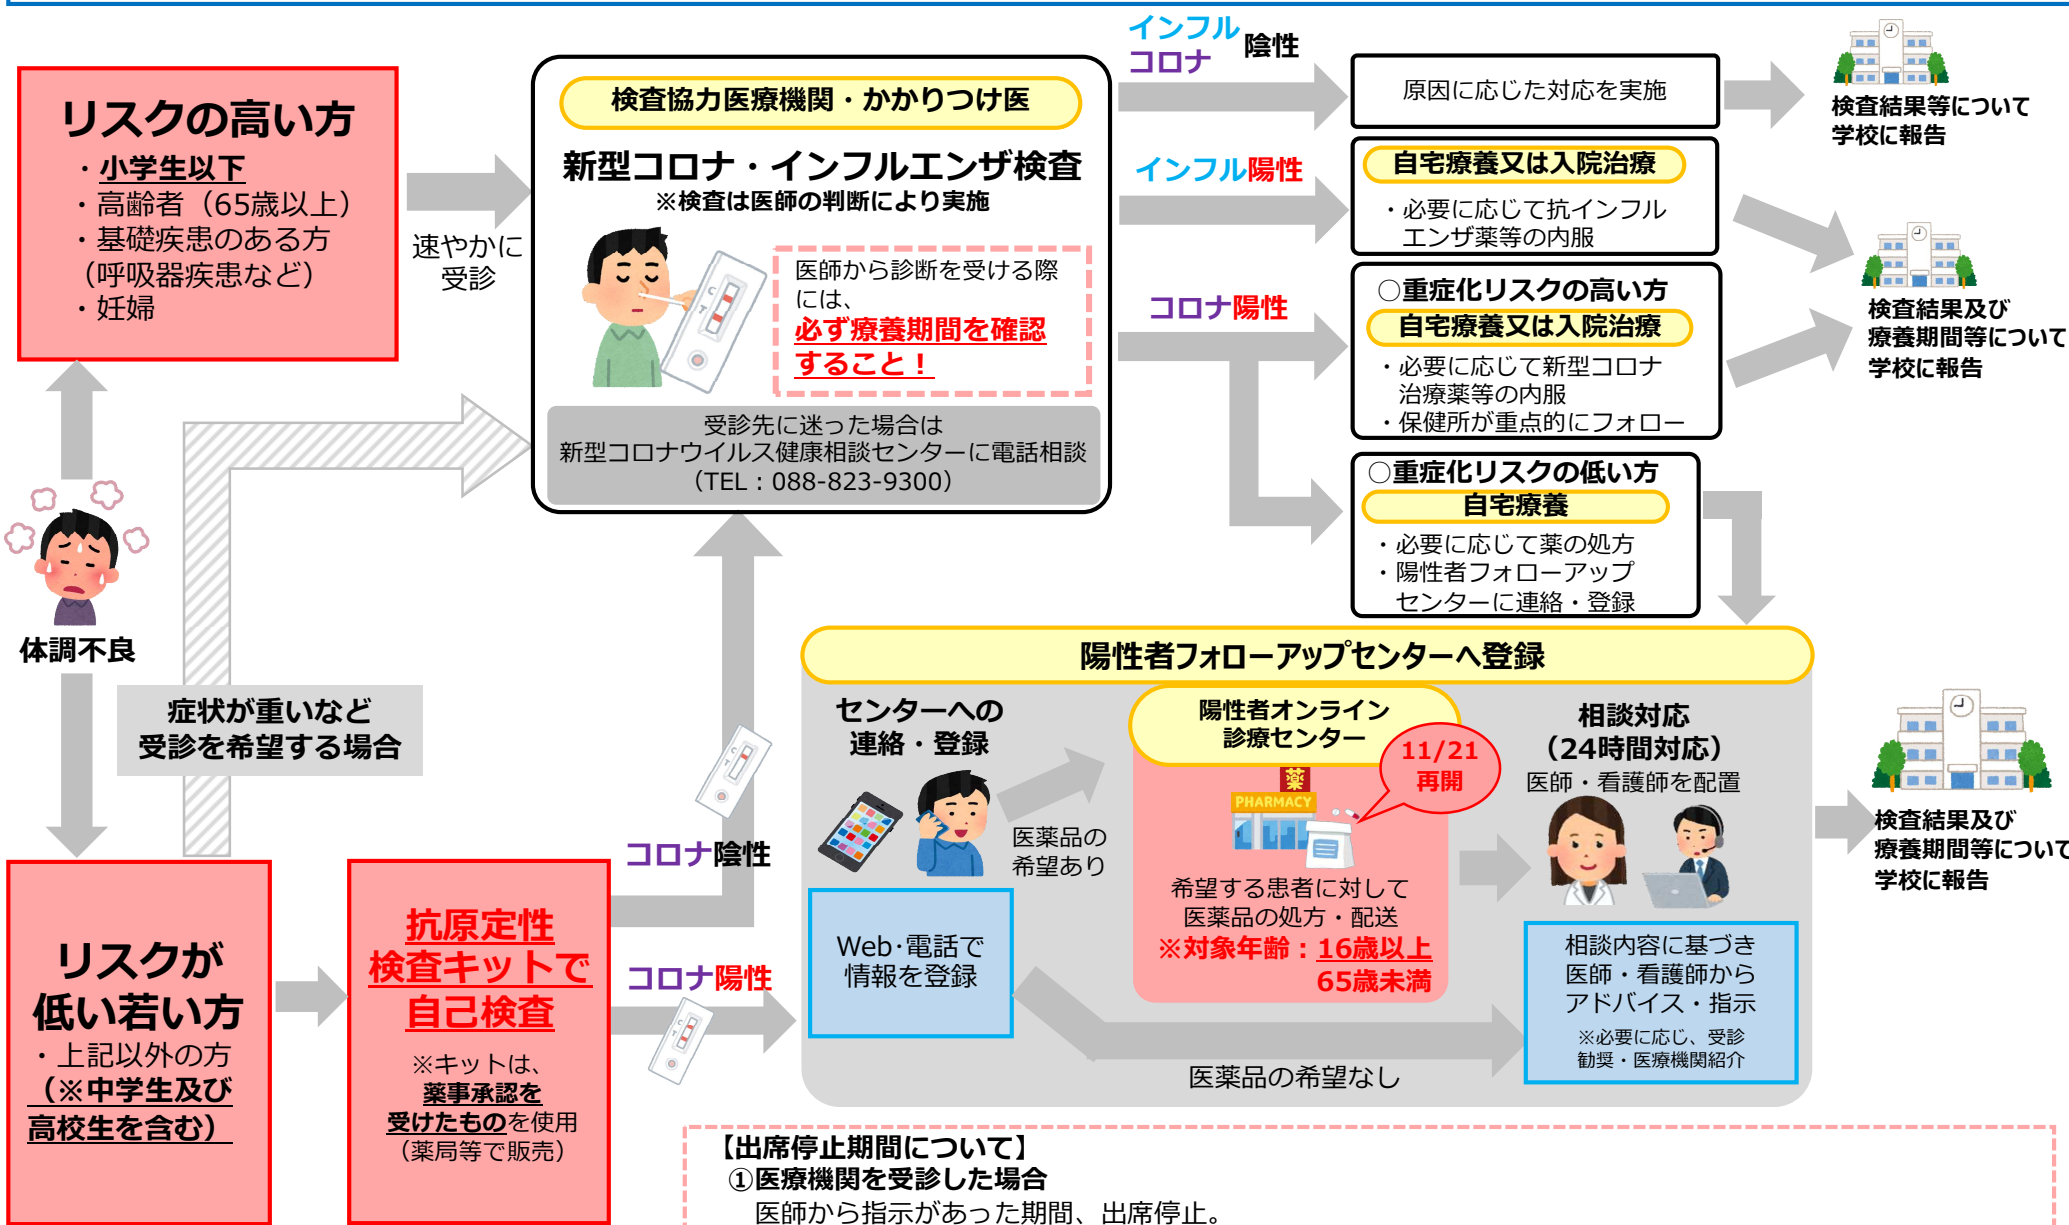 リスクの高い方
・小学生以下
・高齢者（65歳以上）
・基礎疾患のある方
（呼吸器疾患など）
・妊婦
速やかに
受診
検査協力医療機関・かかりつけ医
新型コロナ・インフルエンザ検査
※検査は医師の判断により実施
医師から診断を受ける際
には、
必ず療養期間を確認
すること！
受診先に迷った場合は
新型コロナウイルス健康相談センターに電話相談
（TEL：088-823-9300）
インフル
コロナ
陰性
原因に応じた対応を実施
検査結果等について
学校に報告
インフル陽性
自宅療養又は入院治療
・必要に応じて抗インフル
エンザ薬等の内服
コロナ陽性
○重症化リスクの高い方
自宅療養又は入院治療
・必要に応じて新型コロナ
治療薬等の内服
・保健所が重点的にフォロー
検査結果及び
療養期間等について
学校に報告
○重症化リスクの低い方
自宅療養
・必要に応じて薬の処方
・陽性者フォローアップ
センターに連絡・登録
体調不良
症状が重いなど
受診を希望する場合
リスクが
低い若い方
・上記以外の方
（※中学生及び
高校生を含む）
抗原定性
検査キットで
自己検査
※キットは、
薬事承認を
受けたものを使用
（薬局等で販売）
コロナ陰性
コロナ陽性
陽性者フォローアップセンターへ登録
センターへの
連絡・登録
Web･電話で
情報を登録
医薬品の
希望あり
陽性者オンライン
診療センター
11/21
再開
薬
PHARMACY
希望する患者に対して
医薬品の処方・配送
※対象年齢：16歳以上
65歳未満
医薬品の希望なし
相談対応
（24時間対応）
医師・看護師を配置
相談内容に基づき
医師・看護師から
アドバイス・指示
※必要に応じ、受診
勧奨・医療機関紹介
検査結果及び
療養期間等について
学校に報告
【出席停止期間について】
①医療機関を受診した場合
医師から指示があった期間、出席停止。